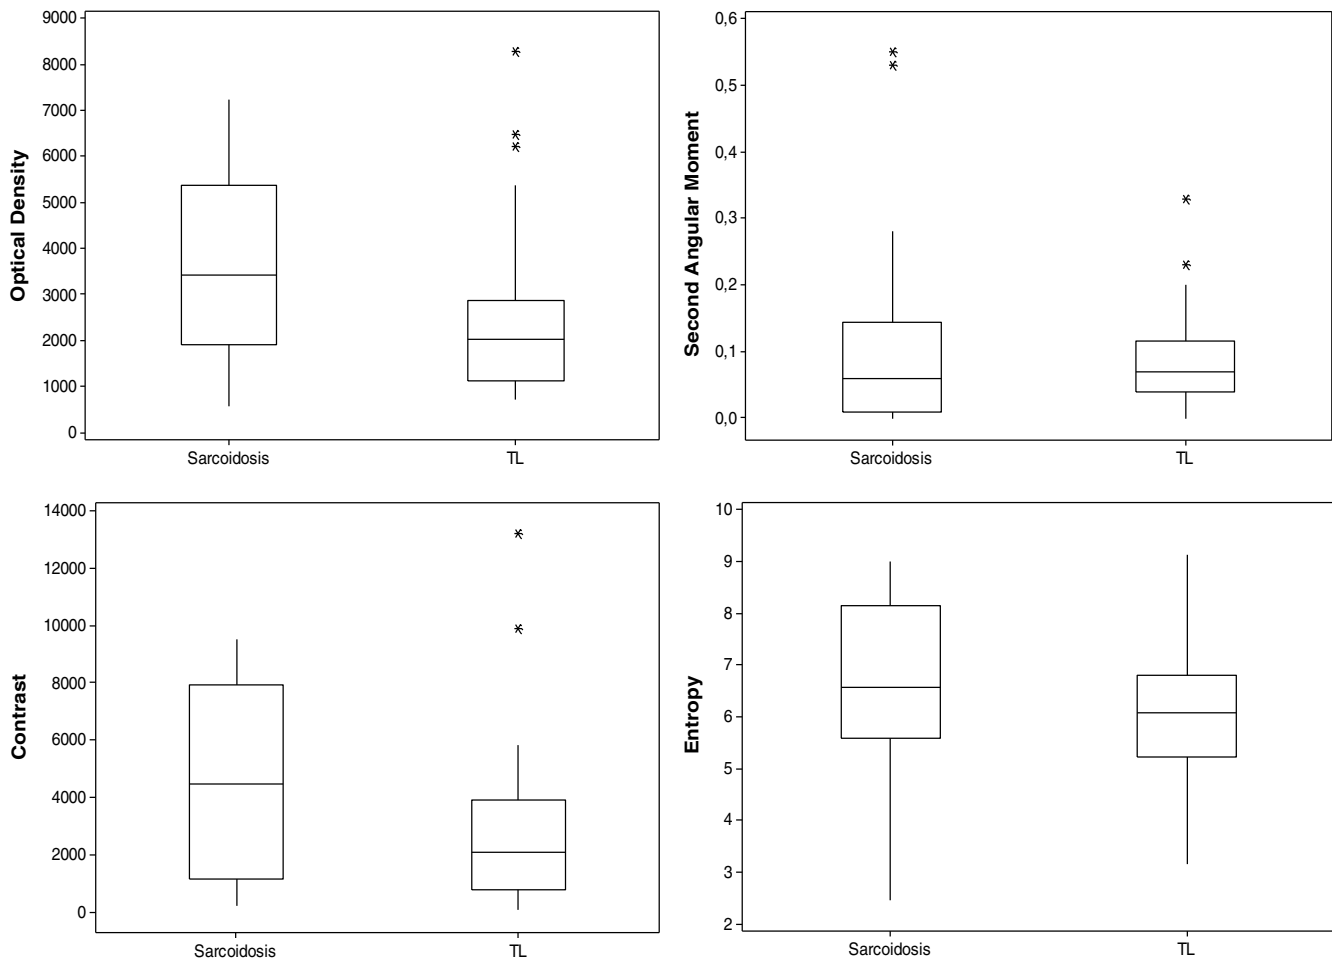 Optical Density
9000
8000
7000
6000
5000
4000
3000
2000
1000
0
Sarcoidosis
TL
Second Angular Moment
0,6
0,5
0,4
0,3
0,2
0,1
0,0
Sarcoidosis
TL
Contrast
14000
12000
10000
8000
6000
4000
2000
0
Sarcoidosis
TL
Entropy
10
9
8
7
6
5
4
3
2
Sarcoidosis
TL